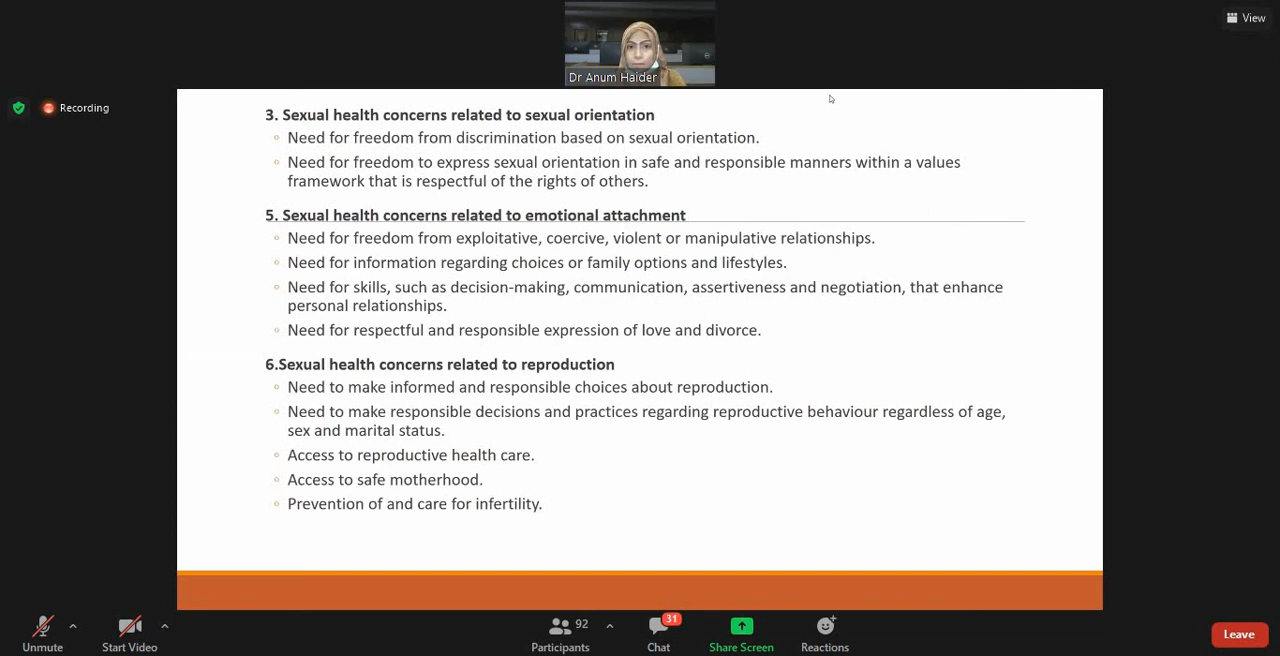 View
Dr Anum Haider
Recording
3. Sexual health concerns related to sexual orientation
Need for freedom from discrimination based on sexual orientation.
Need for freedom to express sexual orientation in safe and responsible manners within a values
framework that is respectful of the rights of others.
5. Sexual health concerns related to emotional attachment
Need for freedom from exploitative, coercive, violent or manipulative relationships.
Need for information regarding choices or family options and lifestyles.
Need for skills, such as decision-making, communication, assertiveness and negotiation, that enhance
personal relationships.
Need for respectful and responsible expression of love and divorce.
6.Sexual health concerns related to reproduction
Need to make informed and responsible choices about reproduction.
Need to make responsible decisions and practices regarding reproductive behaviour regardless of age,
sex and marital status.
Access to reproductive health care.
Access to safe motherhood.
Prevention of and care for infertility.
Unmute
Start Video
92
Participants
31
Chat
Share Screen
Reactions
Leave